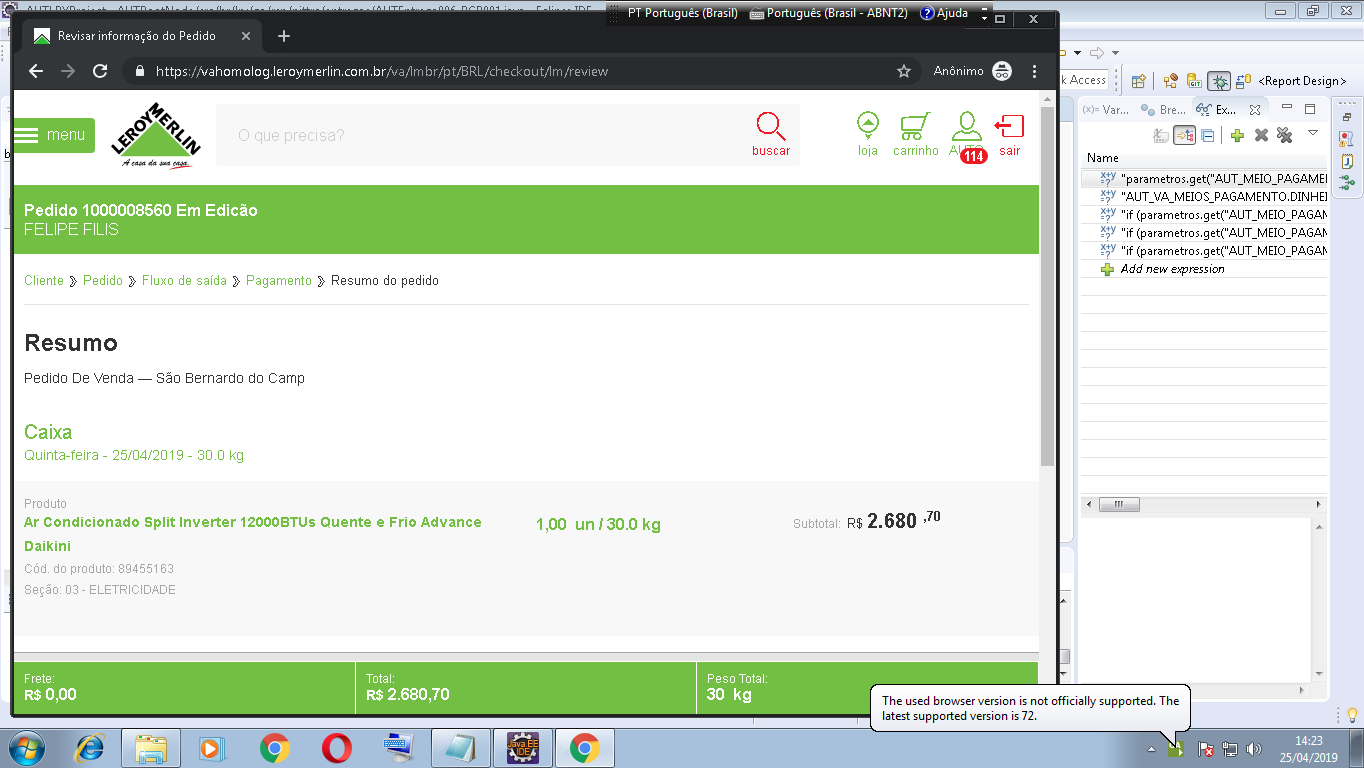 PT Português (Brasil)
Português (Brasil - ABNT2)
Ajuda
Revisar informação do Pedido
https://vahomolog.leroymerlin.com.br/va/lmbr/pt/BRL/checkout/lm/review
Anônimo
k Access
<Report Design>
menu
LEROY MERLIN
A casa da sua casa.
O que precisa?
buscar
loja
carrinho
114
sair
Pedido 1000008560 Em Edicão
FELIPE FILIS
Cliente
Pedido
Fluxo de saída
Pagamento
Resumo do pedido
Resumo
Pedido De Venda — São Bernardo do Camp
Caixa
Quinta-feira - 25/04/2019 - 30.0 kg
Produto
Ar Condicionado Split Inverter 12000BTUs Quente e Frio Advance
Daikini
1,00 un / 30.0 kg
Subtotal: R$ 2.680 ,70
Cód. do produto: 89455163
Seção: 03 - ELETRICIDADE
Frete:
R$ 0,00
Total:
R$ 2.680,70
Peso Total:
30 kg
(x)= Var...
Bre...
Ex...
Name
"parametros.get("AUT_MEIO_PAGAME
"AUT_VA_MEIOS_PAGAMENTO.DINHE
"if (parametros.get("AUT_MEIO_PAGAM
"if (parametros.get("AUT_MEIO_PAGAM
"if (parametros.get("AUT_MEIO_PAGAM
Add new expression
The used browser version is not officially supported. The
latest supported version is 72.
Java EE
IDE
14:23
25/04/2019